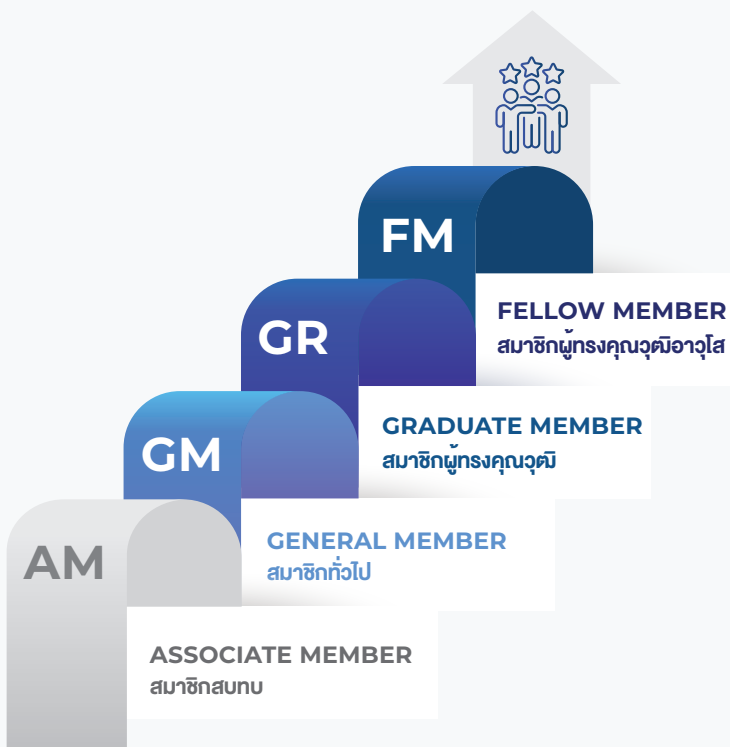 FM
FELLOW MEMBER
สมาชิกผู้ทรงคุณวุฒิอาวุโส
GR
GRADUATE MEMBER
สมาชิกผู้ทรงคุณวุฒิ
GM
GENERAL MEMBER
สมาชิกทั่วไป
AM
ASSOCIATE MEMBER
สมาชิกสบทบ